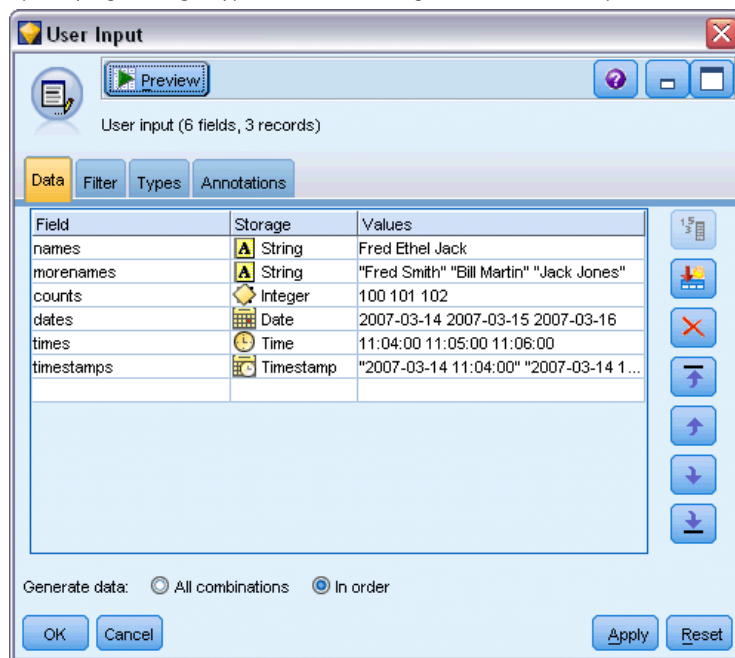 User Input
Preview
User input (6 fields, 3 records)
Data Filter Types Annotations
Field Storage Values
names A String Fred Ethel Jack
morenames A String "Fred Smith" "Bill Martin" "Jack Jones"
counts Integer 100 101 102
dates Date 2007-03-14 2007-03-15 2007-03-16
times Time 11:04:00 11:05:00 11:06:00
timestamps Timestamp "2007-03-14 11:04:00" "2007-03-14 1...
Generate data: All combinations In order
OK Cancel Apply Reset